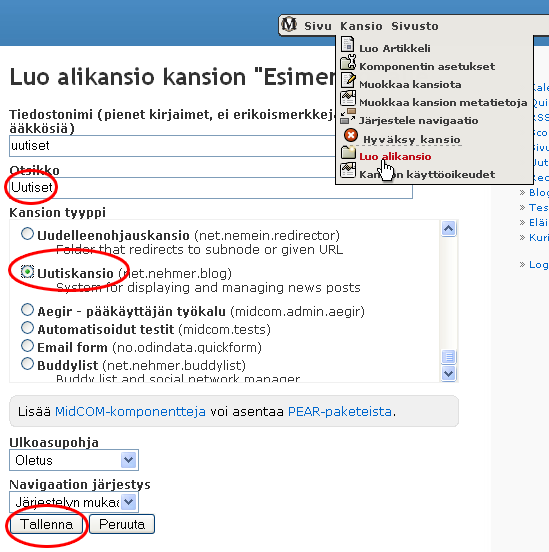 Sivu Kansio Sivusto
Luo Artikkeli
Komponentin asetukset
Muokkaa kansiota
Muokkaa kansion metatietoja
Järjestele navigaatio
Hyväksy kansio
Luo alikansio
käyttöoikeudet
Luo alikansio kansion "Esimer
Tiedostonimi (pienet kirjaimet, ei erikoismerkkejä
ääkkösiä)
uutiset
Otsikko
Uutiset
Kansion tyyppi
Uudelleenohjauskansio (net.nemein.redirector)
Folder that redirects to subnode or given URL
Uutiskansio (net.nehmer.blog)
System for displaying and managing news posts
Aegir - pääkäyttäjän työkalu (midcom.admin.aegir)
Automatisoidut testit (midcom.tests)
Email form (no.odindata.quickform)
Buddylist (net.nehmer.buddylist)
Buddy list and social network manager
Lisää MidCOM-komponentteja voi asentaa PEAR-paketeista.
Ulkoasupohja
Oletus
Navigaation järjestys
Järjestelyn mukaa
Tallenna Peruuta
» Blog
» Tes
» Eläi
» Kuri
» Log